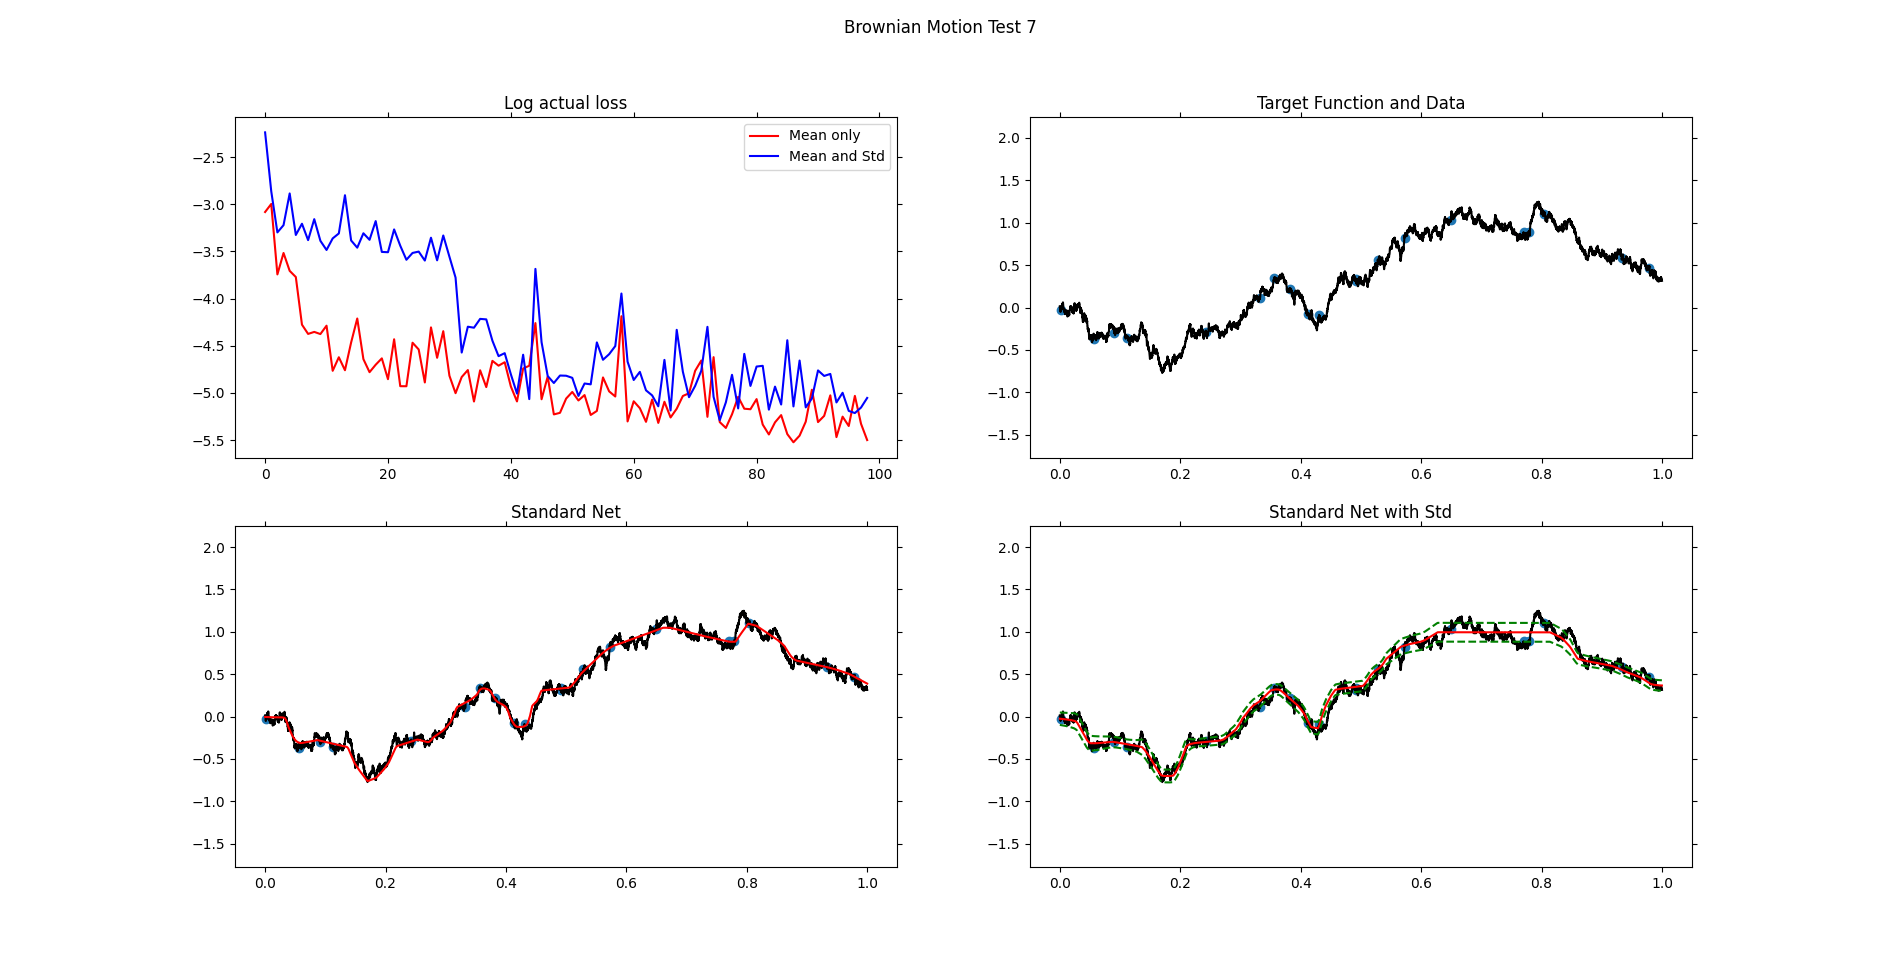 Brownian Motion Test 7
Log actual loss
Mean only
Mean and Std
−2.5
−3.0
−3.5
−4.0
−4.5
−5.0
−5.5
0 20 40 60 80 100
Target Function and Data
2.0
1.5
1.0
0.5
0.0
−0.5
−1.0
−1.5
0.0 0.2 0.4 0.6 0.8 1.0
Standard Net
2.0
1.5
1.0
0.5
0.0
−0.5
−1.0
−1.5
0.0 0.2 0.4 0.6 0.8 1.0
Standard Net with Std
2.0
1.5
1.0
0.5
0.0
−0.5
−1.0
−1.5
0.0 0.2 0.4 0.6 0.8 1.0